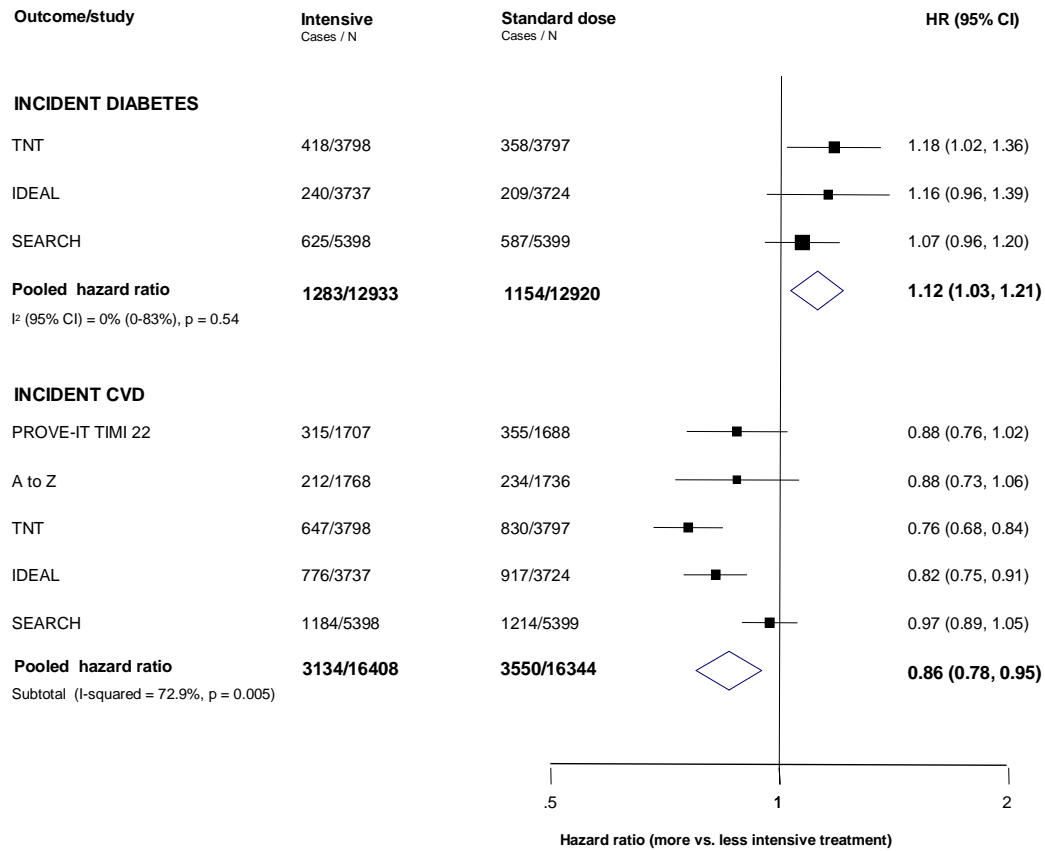 Outcome/study Intensive Standard dose HR (95% CI)
Cases / N Cases / N
INCIDENT DIABETES
TNT 418/3798 358/3797 1.18 (1.02, 1.36)
IDEAL 240/3737 209/3724 1.16 (0.96, 1.39)
SEARCH 625/5398 587/5399 1.07 (0.96, 1.20)
Pooled hazard ratio 1283/12933 1154/12920 1.12 (1.03, 1.21)
I² (95% CI) = 0% (0-83%), p = 0.54
INCIDENT CVD
PROVE-IT TIMI 22 315/1707 355/1688 0.88 (0.76, 1.02)
A to Z 212/1768 234/1736 0.88 (0.73, 1.06)
TNT 647/3798 830/3797 0.76 (0.68, 0.84)
IDEAL 776/3737 917/3724 0.82 (0.75, 0.91)
SEARCH 1184/5398 1214/5399 0.97 (0.89, 1.05)
Pooled hazard ratio 3134/16408 3550/16344 0.86 (0.78, 0.95)
Subtotal (I-squared = 72.9%, p = 0.005)
.5 1 2
Hazard ratio (more vs. less intensive treatment)